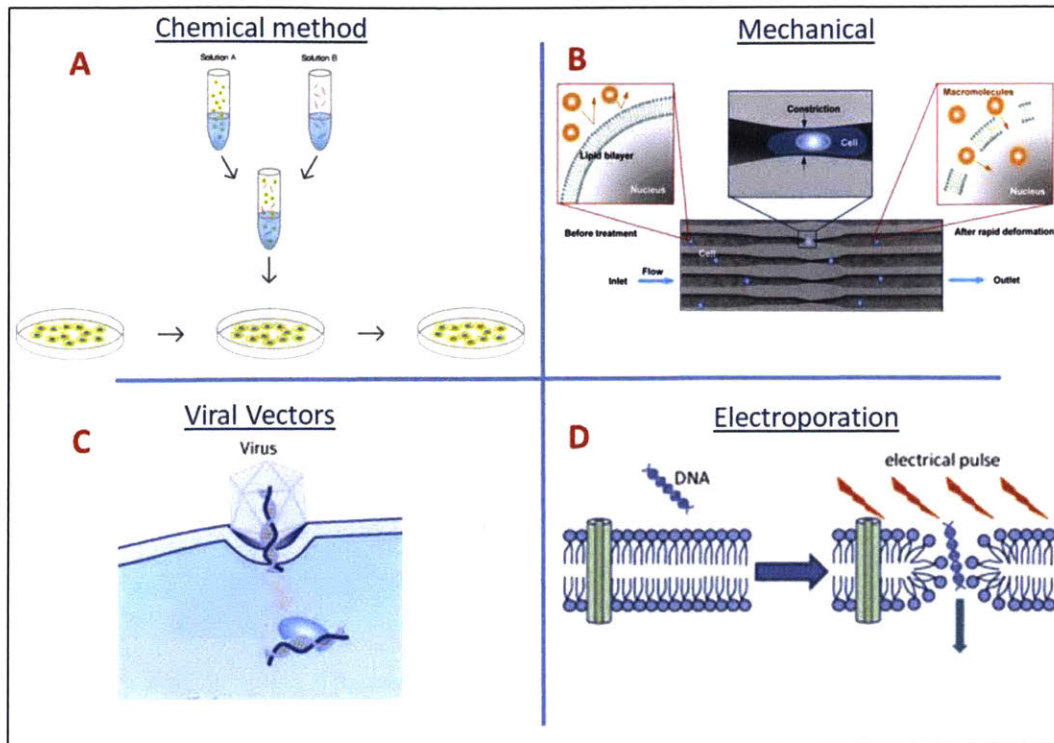 Chemical method
A
Solution A
Solution B
Mechanical
B
Lipid bilayer
Nucleus
Constriction
Cell
Macromolecules
Nucleus
Before treatment
After rapid deformation
Cell
Inlet
Flow
Outlet
Viral Vectors
C
Virus
Electroporation
D
DNA
electrical pulse